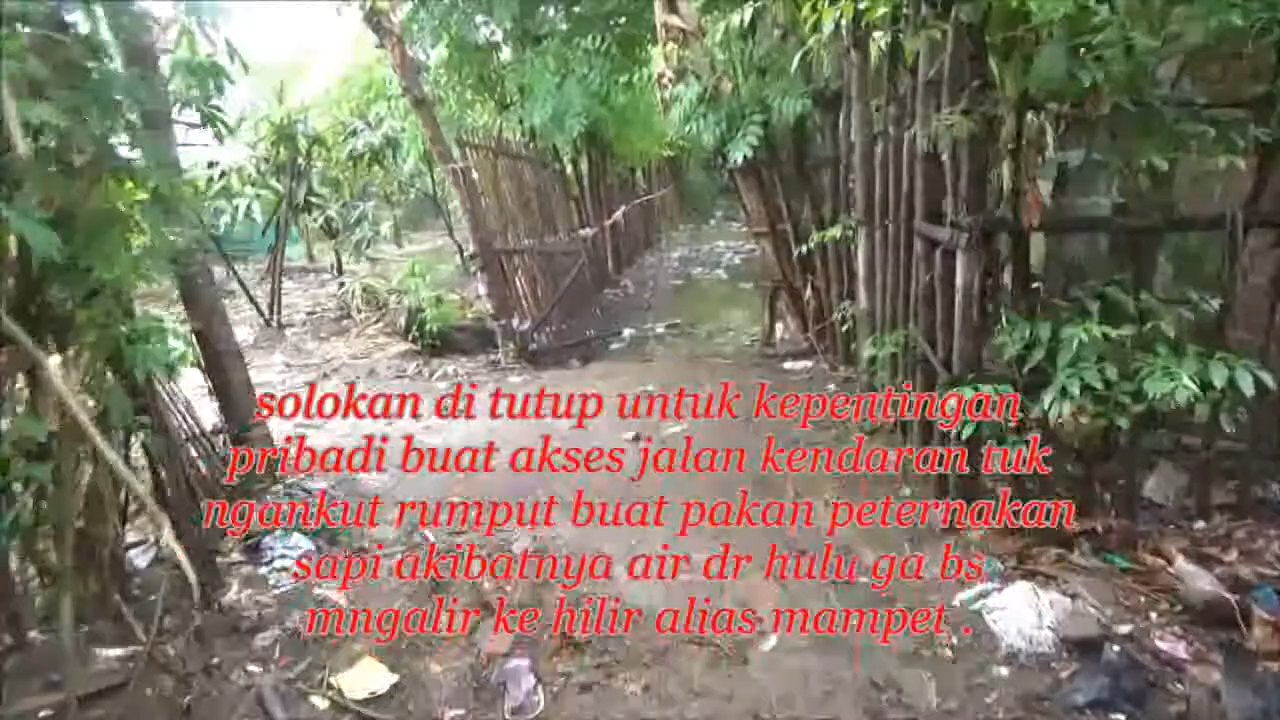 solokan di tutup untuk kepentingan
pribadi buat akses jalan kendaran tuk
ngankut rumput buat pakan peternakan
sapi akibatnya air dr hulu ga bs
mngalir ke hilir alias mampet .